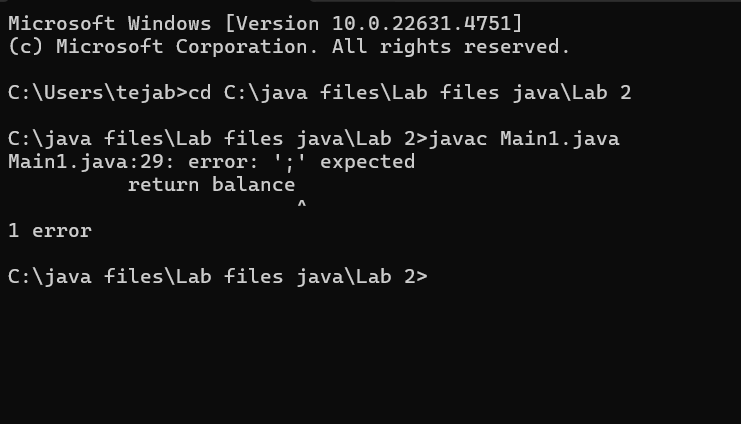 Microsoft Windows [Version 10.0.22631.4751]
(c) Microsoft Corporation. All rights reserved.
C:\Users\tejab>cd C:\java files\Lab files java\Lab 2
C:\java files\Lab files java\Lab 2>javac Main1.java
Main1.java:29: error: ';' expected
return balance
^
1 error
C:\java files\Lab files java\Lab 2>